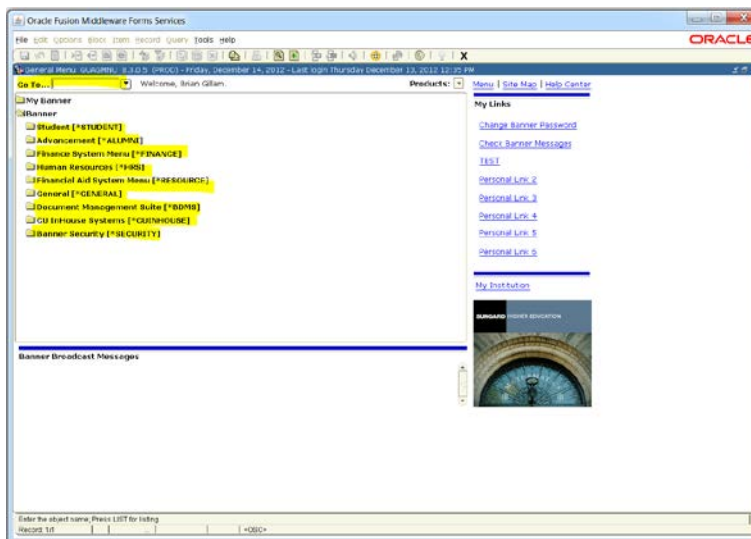 Oracle Fusion Middleware Forms Services
File Edit Options Block Item Record Query Tools Help
ORACLE
General Menu GUAGMNU 8.3.0.5 (PROD) - Friday, December 14, 2012 - Last login Thursday December 13, 2012 12:35 PM
Go To... Welcome, Brian Gillam. Products: Menu | Site Map | Help Center
My Banner
Banner
Student [*STUDENT]
Advancement [*ALUMNI]
Finance System Menu [*FINANCE]
Human Resources [*HRS]
Financial Aid System Menu [*RESOURCE]
General [*GENERAL]
Document Management Suite [*BDMS]
CU InHouse Systems [*CUINHOUSE]
Banner Security [*SECURITY]
My Links
Change Banner Password
Check Banner Messages
TEST
Personal Link 2
Personal Link 3
Personal Link 4
Personal Link 5
Personal Link 6
My Institution
SUNGARD HIGHER EDUCATION
Banner Broadcast Messages
Enter the object name; Press LIST for listing
Record: 1/1 ... <OSC>